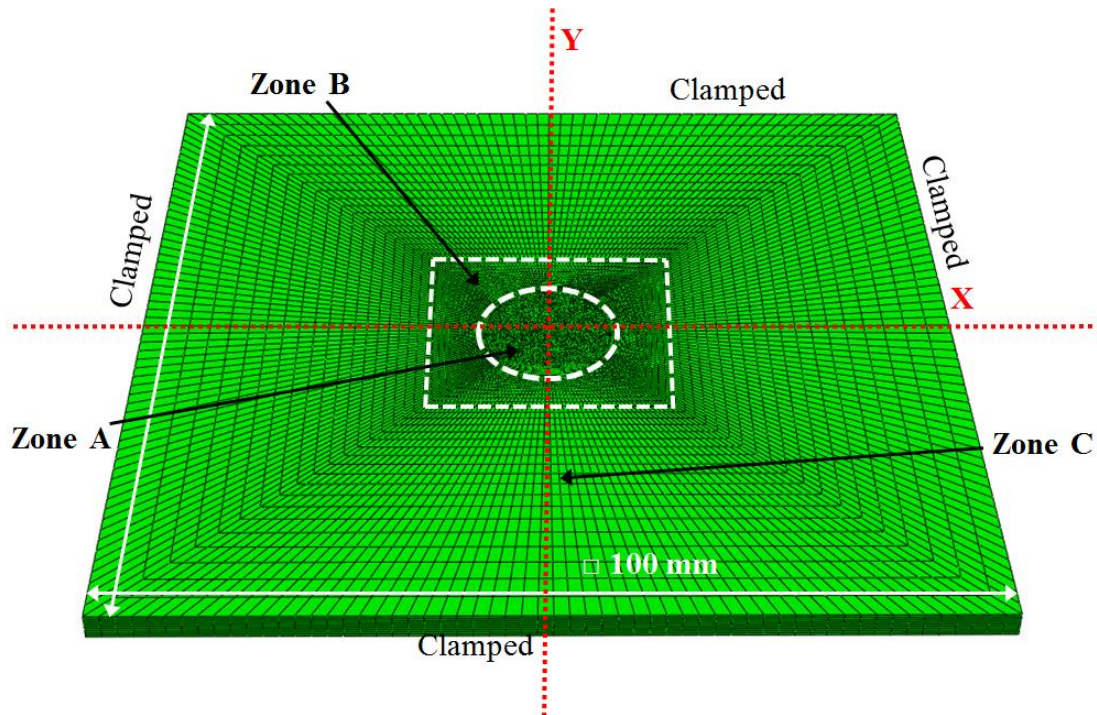 Y
Zone B
Clamped
Clamped
Clamped
X
Zone A
Zone C
□ 100 mm
Clamped